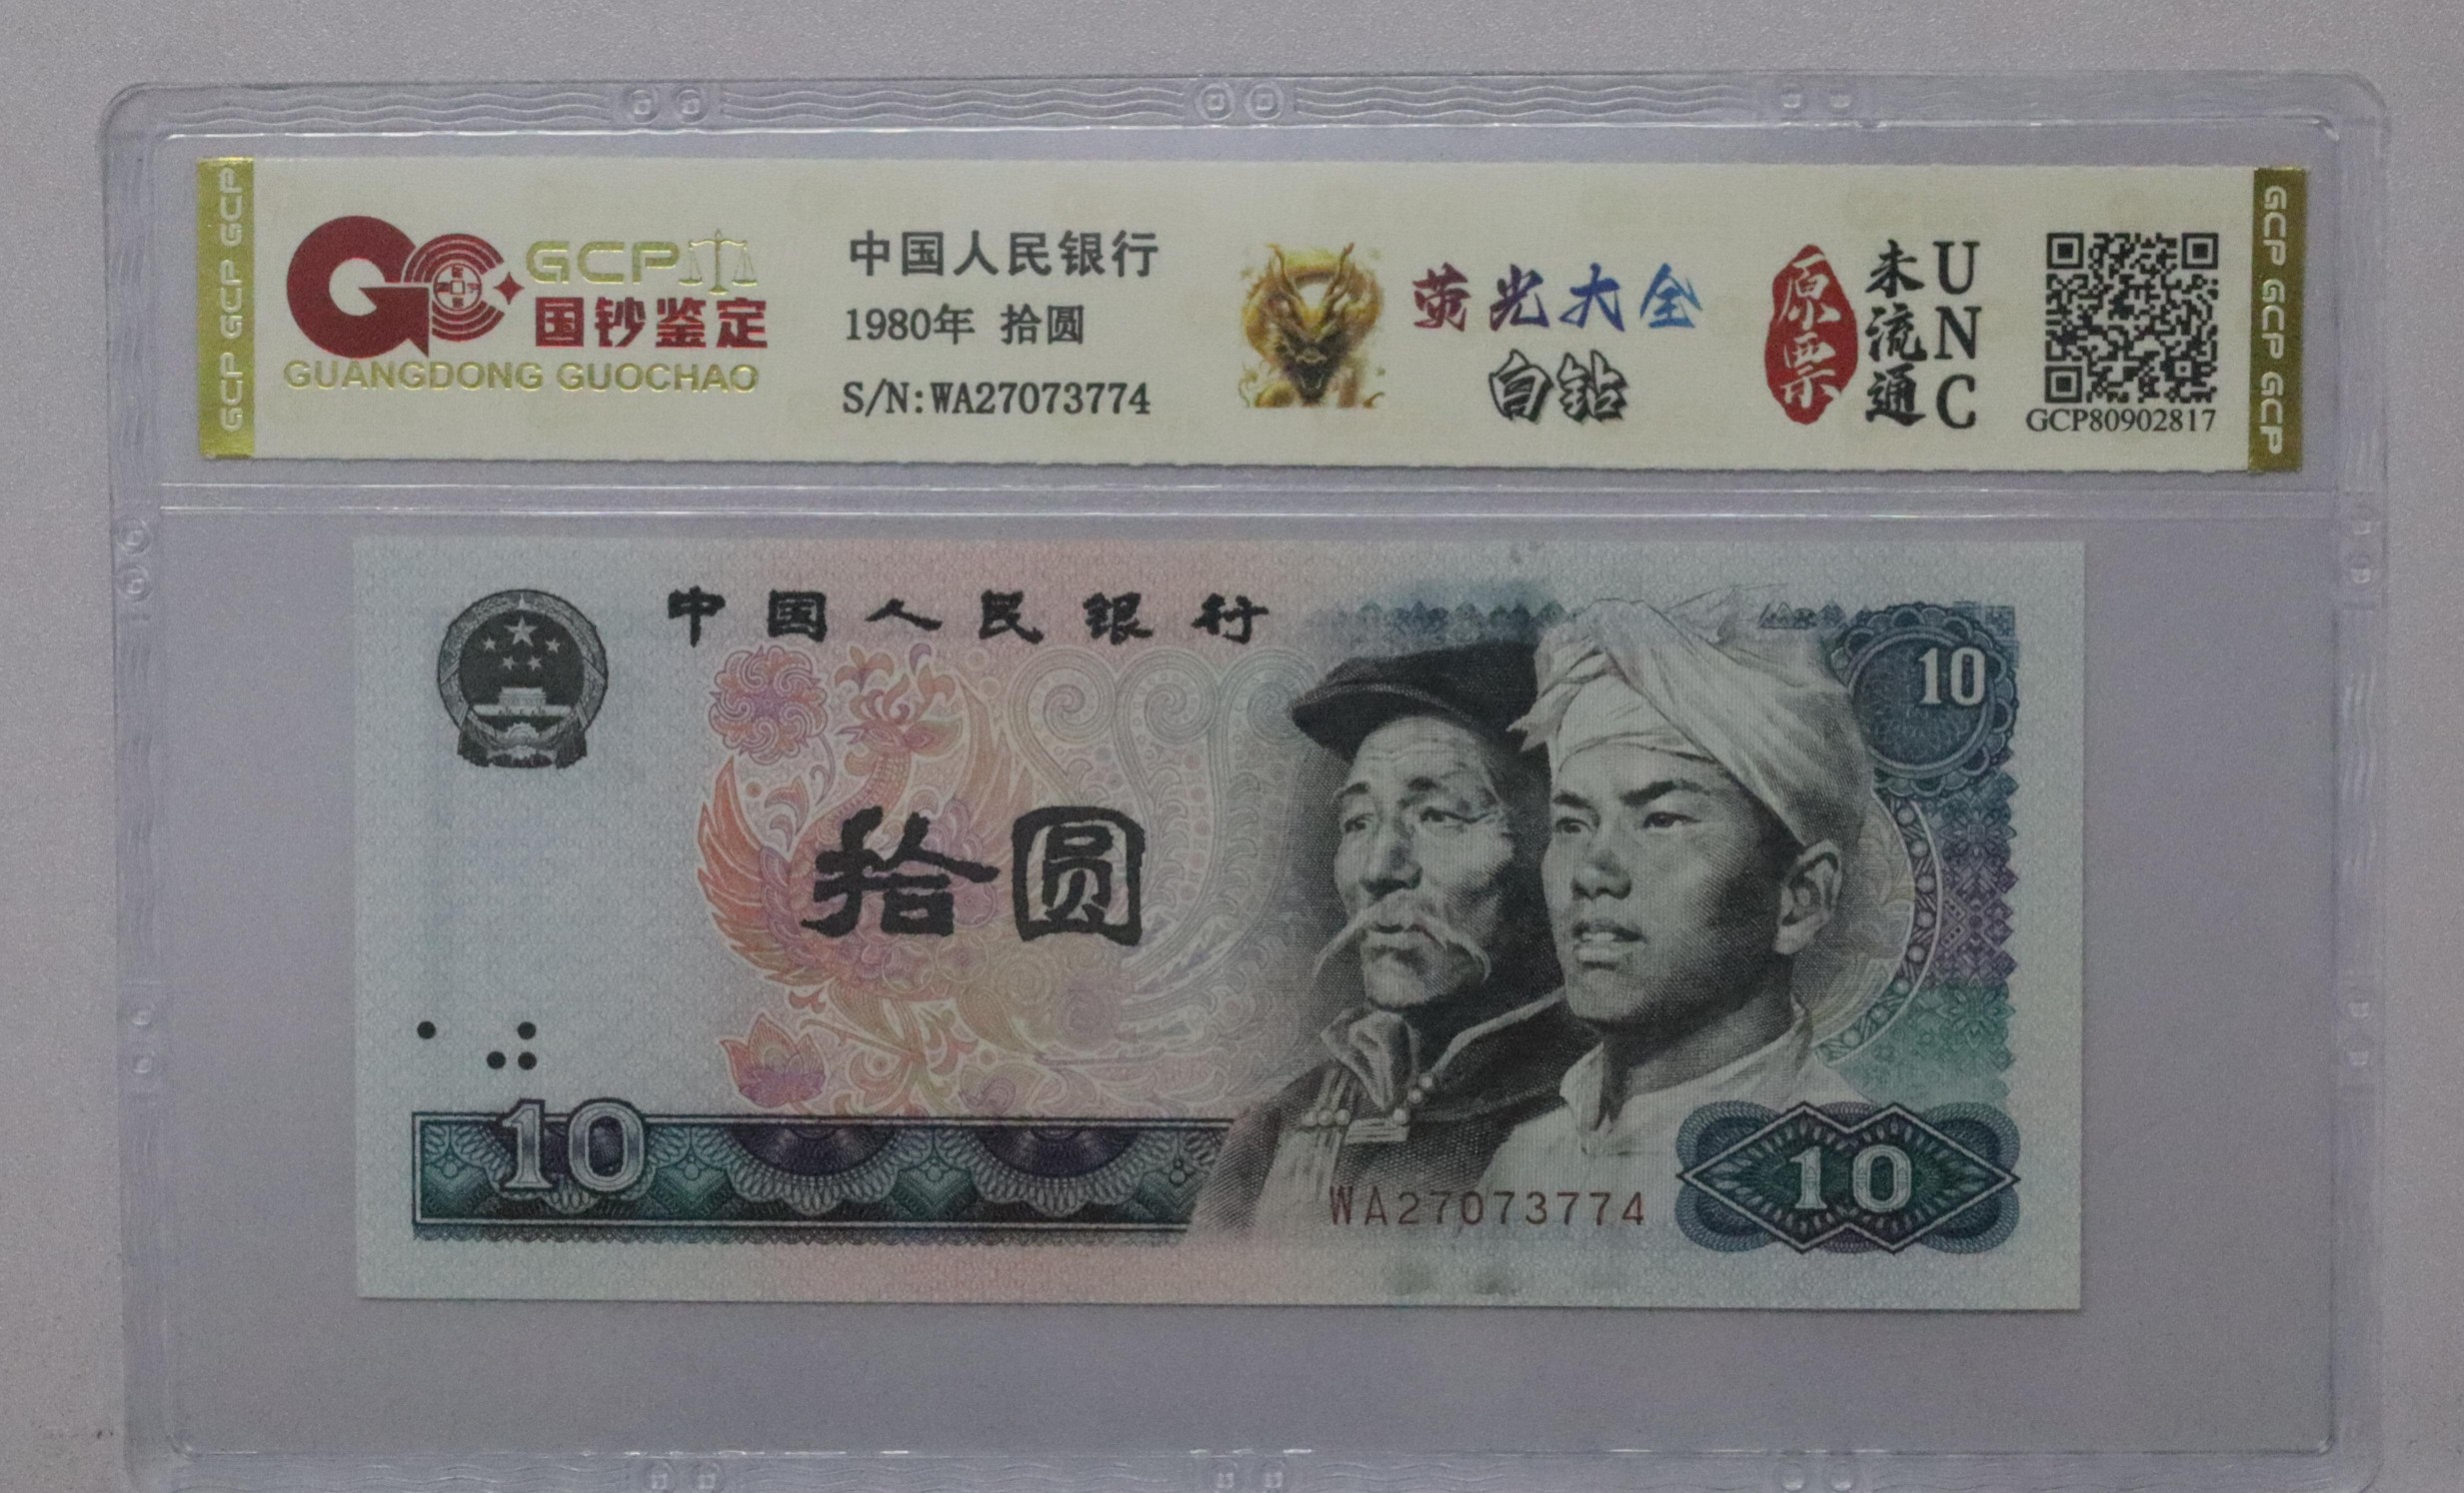 GCP GCP GCP
GCP
国钞鉴定
GUANGDONG GUOCHAO
中国人民银行
1980年 拾圆
S/N:WA27073774
荧光大全
白钻
原票
未流通
UNC
GCP80902817
GCP GCP GCP
中国人民银行
10
拾圆
10
WA27073774
10